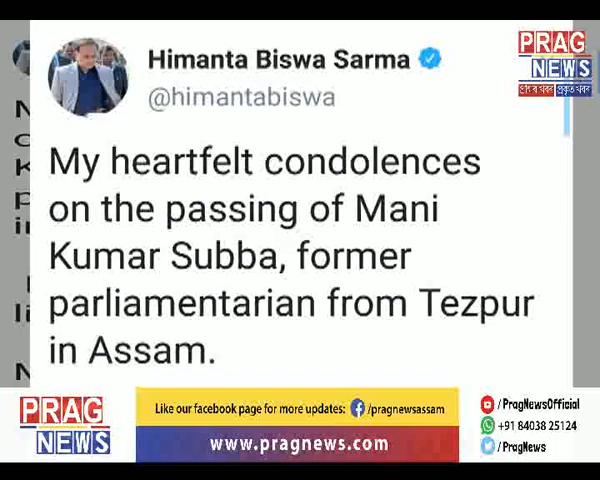 Himanta Biswa Sarma
@himantabiswa
PRAG
NEWS
My heartfelt condolences
on the passing of Mani
Kumar Subba, former
parliamentarian from Tezpur
in Assam.
PRAG
NEWS
Like our facebook page for more updates: /pragnewsassam
www.pragnews.com
/PragNewsOfficial
+91 84038 25124
/PragNews